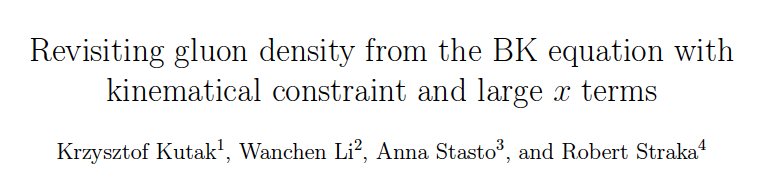 Revisiting gluon density from the BK equation with
kinematical constraint and large x terms
Krzysztof Kutak¹, Wanchen Li², Anna Stasto³, and Robert Straka⁴